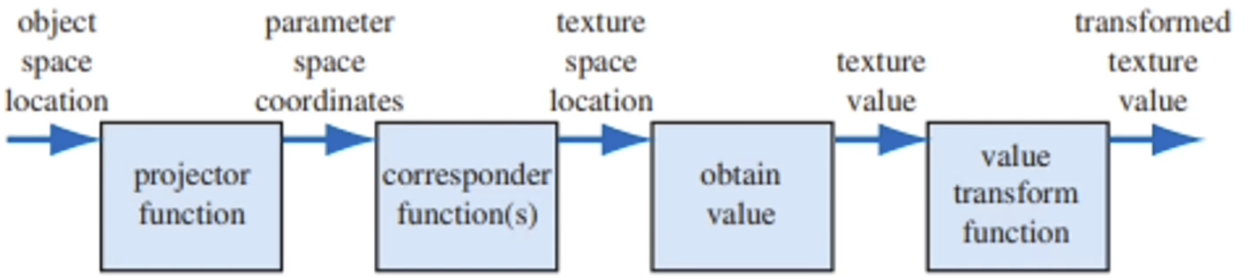 object
space
location
projector
function
parameter
space
coordinates
corresponder
function(s)
texture
space
location
obtain
value
texture
value
value
transform
function
transformed
texture
value